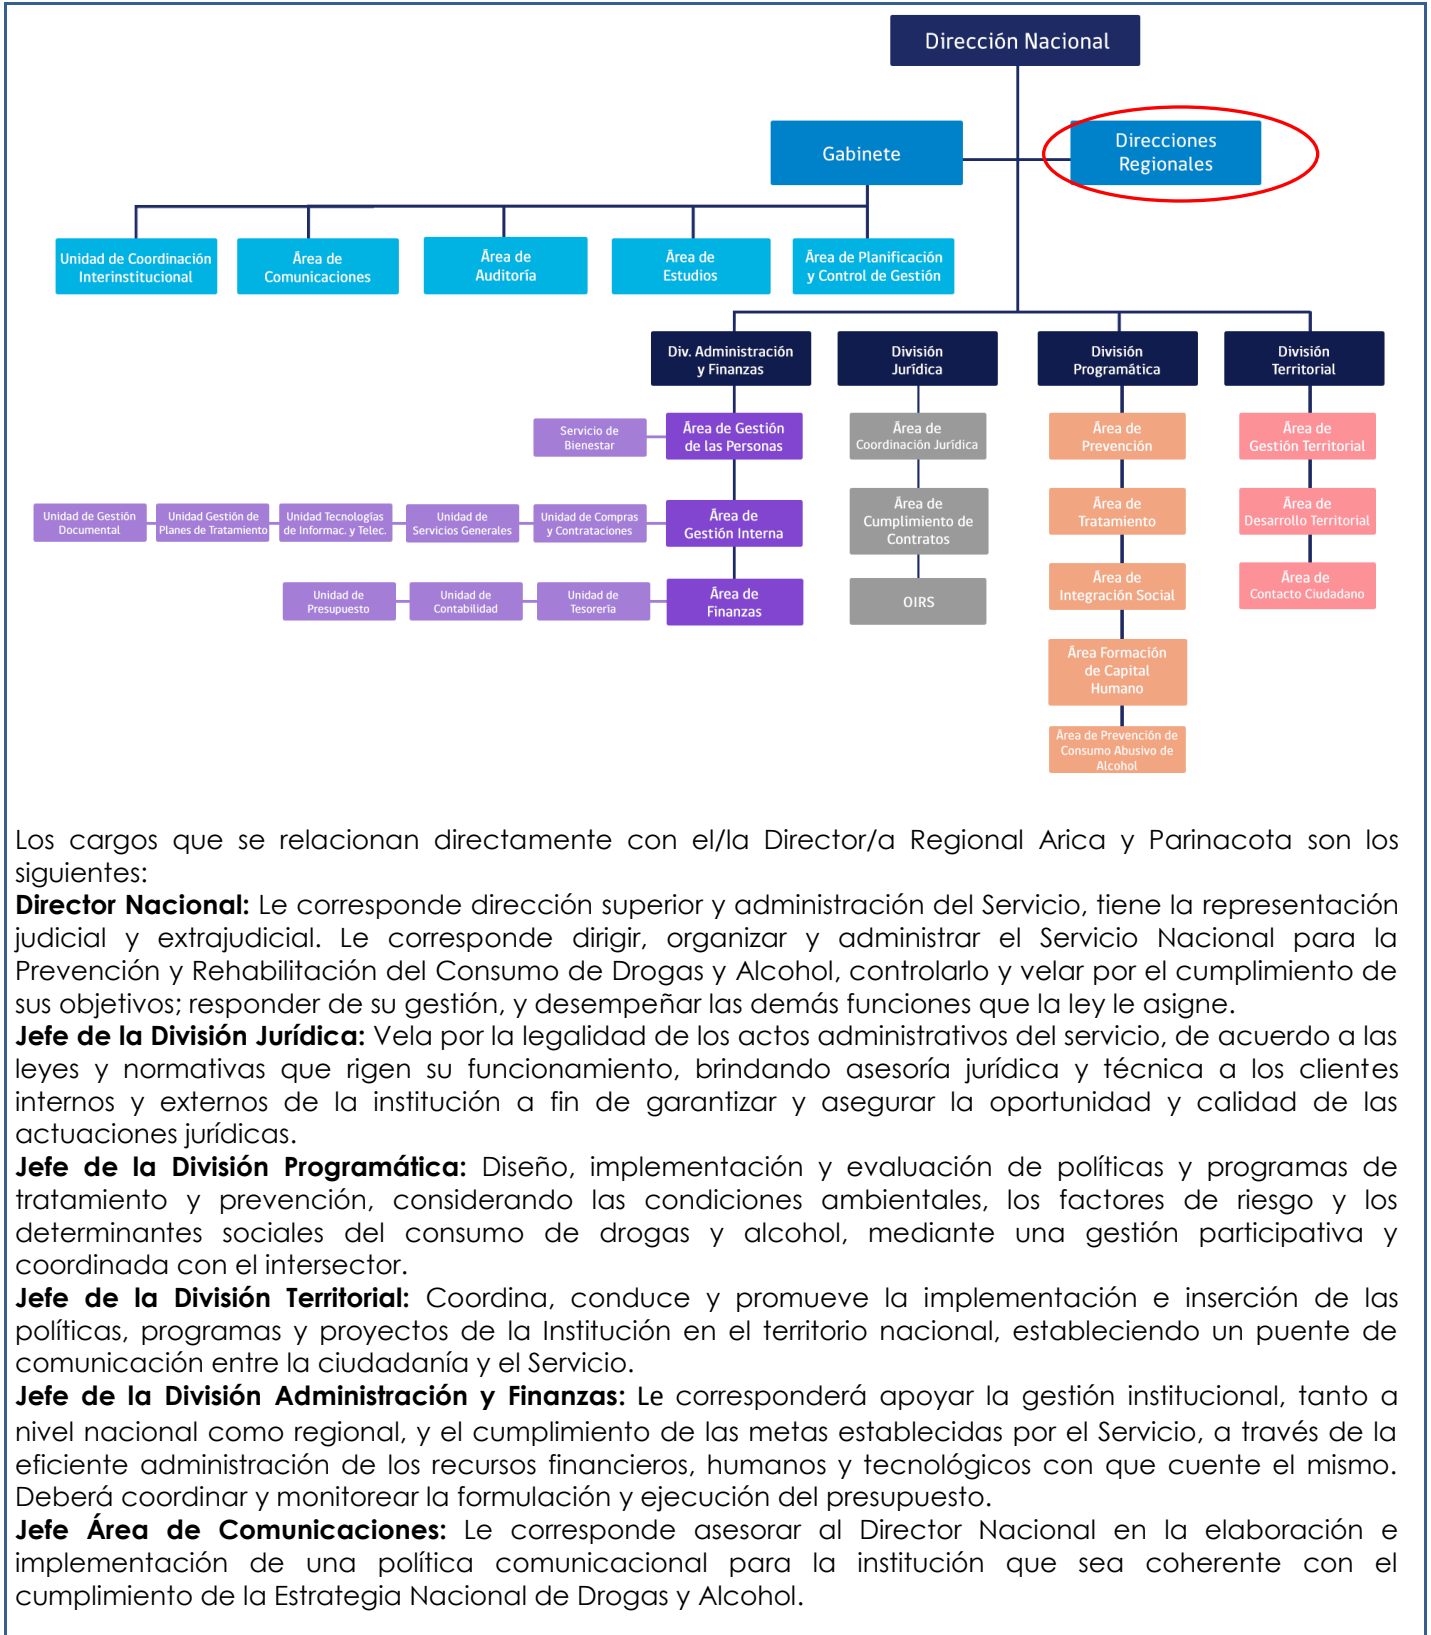 Dirección Nacional
Gabinete
Direcciones
Regionales
Unidad de Coordinación
Interinstitucional
Área de
Comunicaciones
Área de
Auditoría
Área de
Estudios
Área de Planificación
y Control de Gestión
Div. Administración
y Finanzas
División
Jurídica
División
Programática
División
Territorial
Servicio de
Bienestar
Área de Gestión
de las Personas
Área de
Coordinación Jurídica
Área de
Prevención
Área de
Gestión Territorial
Unidad de Gestión
Documental
Unidad Gestión de
Planes de Tratamiento
Unidad Tecnologías
de Informac. y Telec.
Unidad de
Servicios Generales
Unidad de Compras
y Contrataciones
Área de
Gestión Interna
Área de
Cumplimiento de
Contratos
Área de
Tratamiento
Área de
Desarrollo Territorial
Unidad de
Presupuesto
Unidad de
Contabilidad
Unidad de
Tesorería
Área de
Finanzas
OIRS
Área de
Integración Social
Área de
Contacto Ciudadano
Área Formación
de Capital
Humano
Área de Prevención de
Consumo Abusivo de
Alcohol
Los cargos que se relacionan directamente con el/la Director/a Regional Arica y Parinacota son los
siguientes:
Director Nacional: Le corresponde dirección superior y administración del Servicio, tiene la representación
judicial y extrajudicial. Le corresponde dirigir, organizar y administrar el Servicio Nacional para la
Prevención y Rehabilitación del Consumo de Drogas y Alcohol, controlarlo y velar por el cumplimiento de
sus objetivos; responder de su gestión, y desempeñar las demás funciones que la ley le asigne.
Jefe de la División Jurídica: Vela por la legalidad de los actos administrativos del servicio, de acuerdo a las
leyes y normativas que rigen su funcionamiento, brindando asesoría jurídica y técnica a los clientes
internos y externos de la institución a fin de garantizar y asegurar la oportunidad y calidad de las
actuaciones jurídicas.
Jefe de la División Programática: Diseño, implementación y evaluación de políticas y programas de
tratamiento y prevención, considerando las condiciones ambientales, los factores de riesgo y los
determinantes sociales del consumo de drogas y alcohol, mediante una gestión participativa y
coordinada con el intersector.
Jefe de la División Territorial: Coordina, conduce y promueve la implementación e inserción de las
políticas, programas y proyectos de la Institución en el territorio nacional, estableciendo un puente de
comunicación entre la ciudadanía y el Servicio.
Jefe de la División Administración y Finanzas: Le corresponderá apoyar la gestión institucional, tanto a
nivel nacional como regional, y el cumplimiento de las metas establecidas por el Servicio, a través de la
eficiente administración de los recursos financieros, humanos y tecnológicos con que cuente el mismo.
Deberá coordinar y monitorear la formulación y ejecución del presupuesto.
Jefe Área de Comunicaciones: Le corresponde asesorar al Director Nacional en la elaboración e
implementación de una política comunicacional para la institución que sea coherente con el
cumplimiento de la Estrategia Nacional de Drogas y Alcohol.